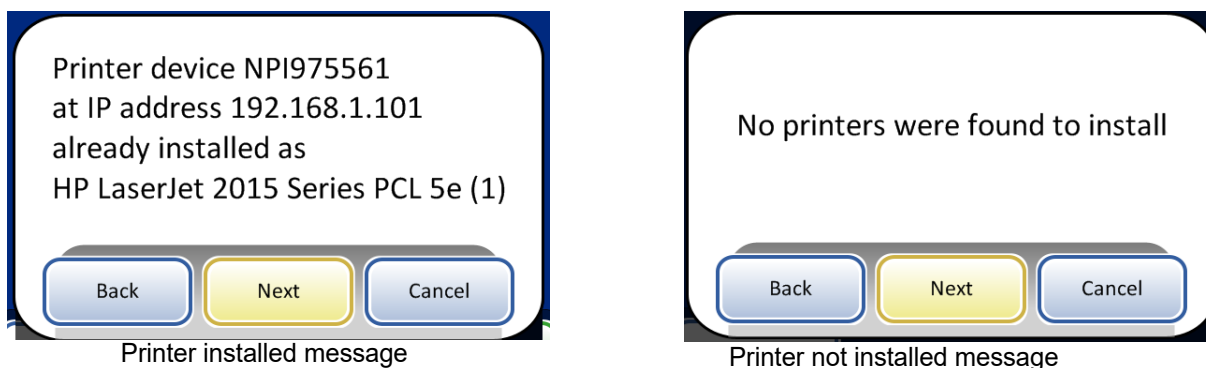 Printer device NPI975561
at IP address 192.168.1.101
already installed as
HP LaserJet 2015 Series PCL 5e (1)
Back
Next
Cancel
Printer installed message
No printers were found to install
Back
Next
Cancel
Printer not installed message